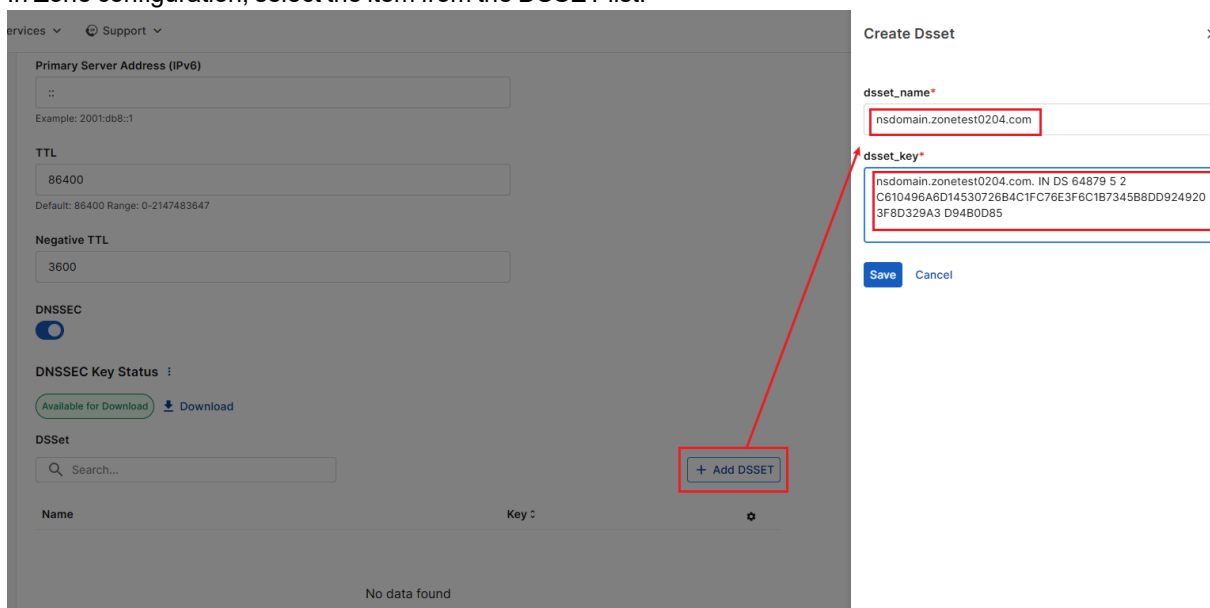 In Zone configuration, select the item from the DSSET list.
ervices
Support
Primary Server Address (IPv6)
::
Example: 2001:db8::1
TTL
86400
Default: 86400 Range: 0-2147483647
Negative TTL
3600
DNSSEC
DNSSEC Key Status
Available for Download
Download
DSSet
Search...
+ Add DSSET
Name
Key
No data found
Create Dsset
dsset_name*
nsdomain.zonetest0204.com
dsset_key*
nsdomain.zonetest0204.com. IN DS 64879 5 2
C610496A6D14530726B4C1FC76E3F6C1B7345B8DD924920
3F8D329A3 D94B0D85
Save
Cancel